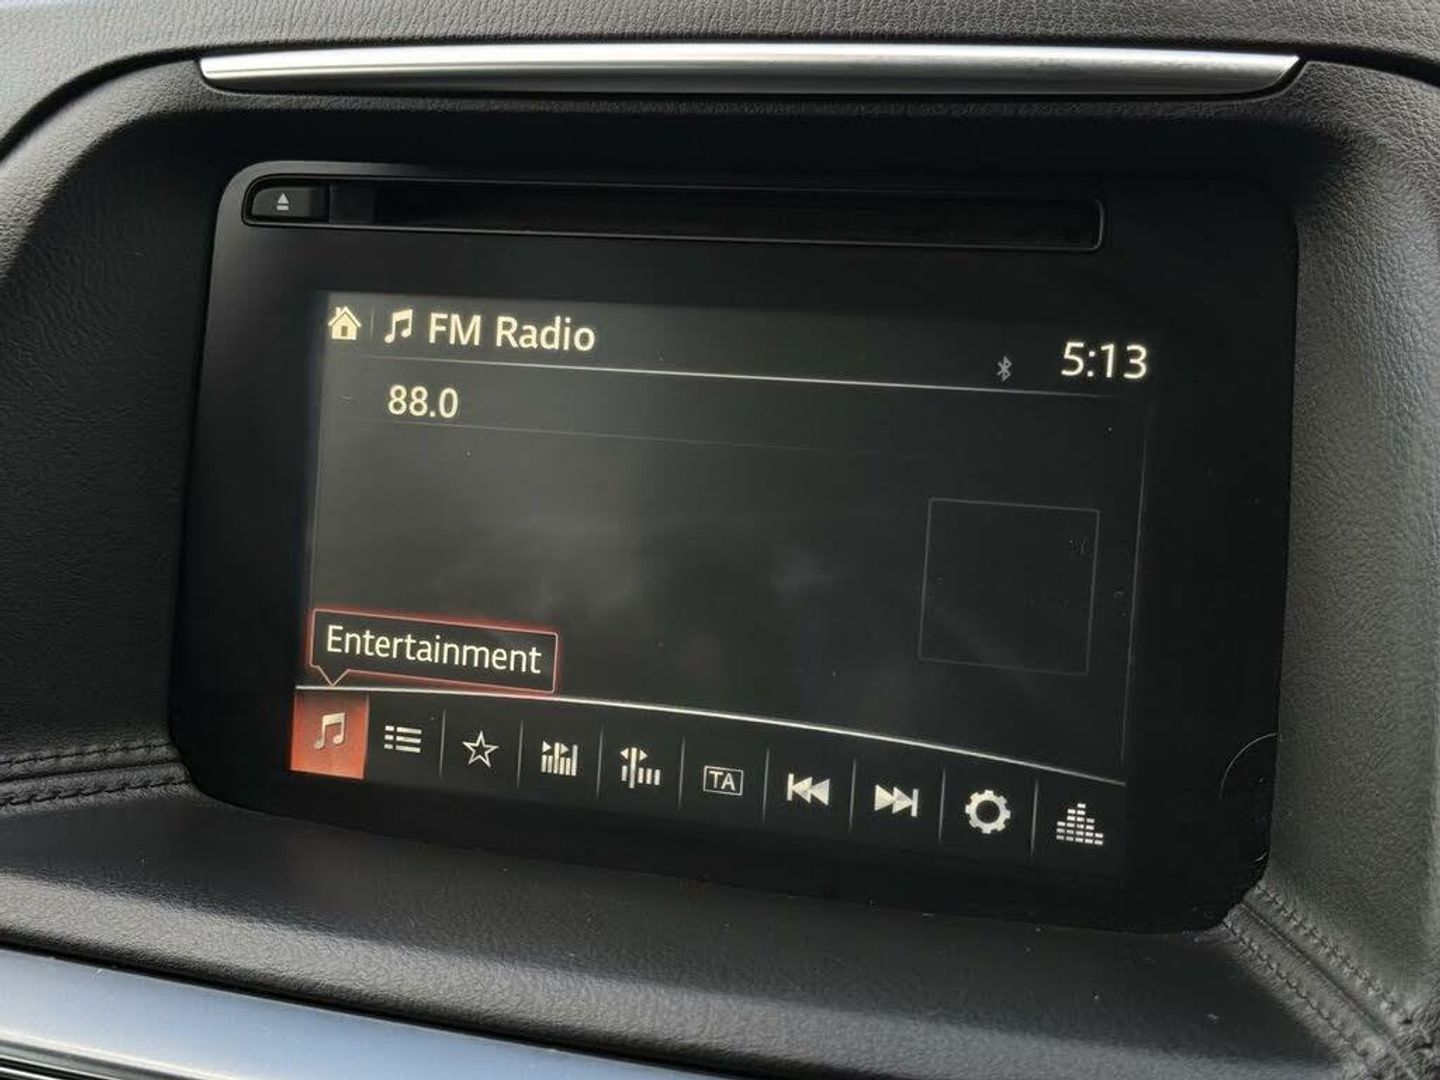 FM Radio
5:13
88.0
Entertainment
TA